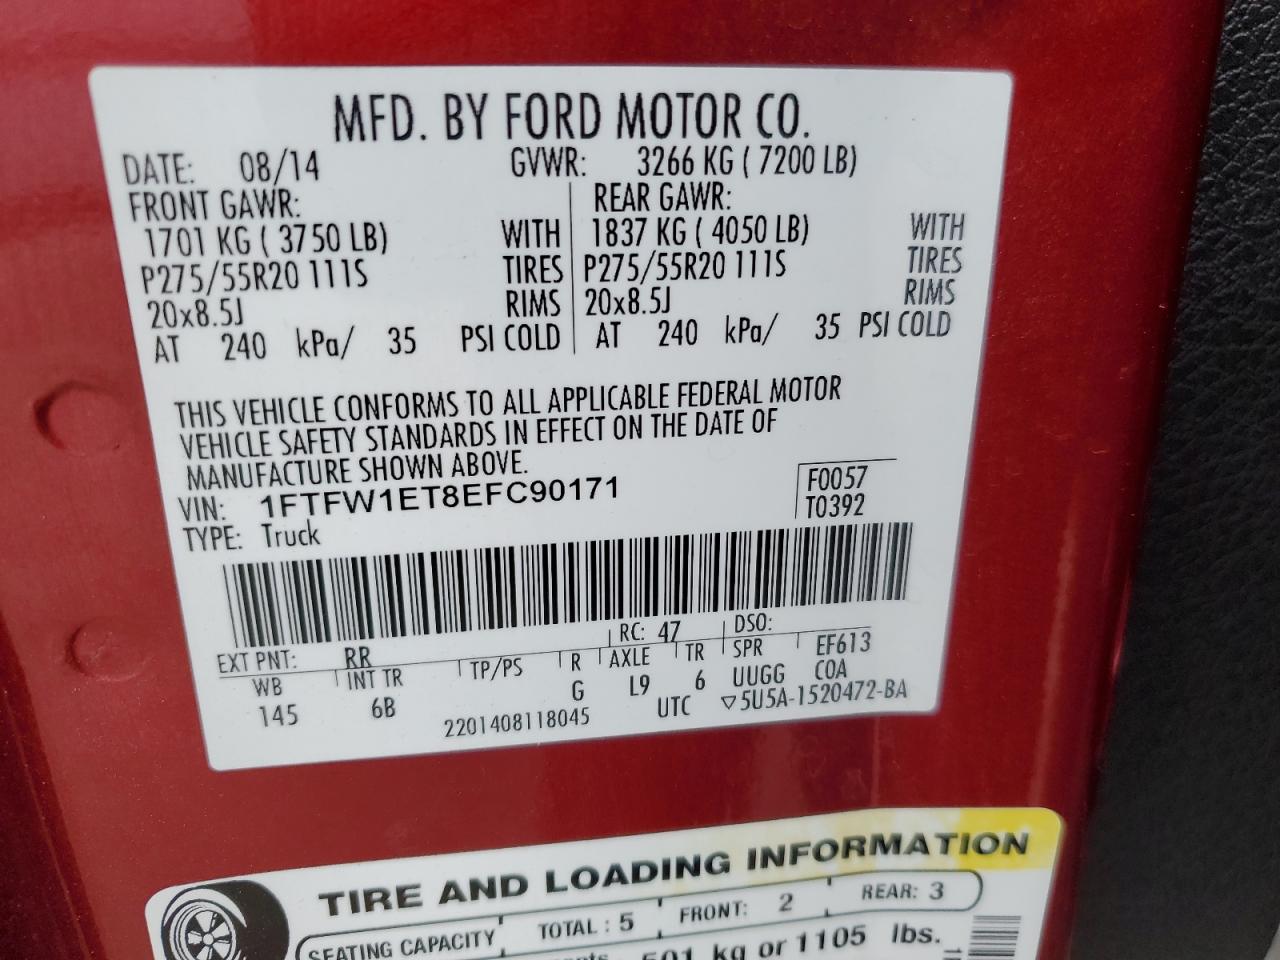 MFD. BY FORD MOTOR CO.
DATE: 08/14 GVWR: 3266 KG ( 7200 LB)
FRONT GAWR: REAR GAWR:
1701 KG ( 3750 LB) WITH 1837 KG ( 4050 LB) WITH
P275/55R20 111S TIRES P275/55R20 111S TIRES
20x8.5J RIMS 20x8.5J RIMS
AT 240 kPa/ 35 PSI COLD AT 240 kPa/ 35 PSI COLD
THIS VEHICLE CONFORMS TO ALL APPLICABLE FEDERAL MOTOR
VEHICLE SAFETY STANDARDS IN EFFECT ON THE DATE OF
MANUFACTURE SHOWN ABOVE.
VIN: 1FTFW1ET8EFC90171 F0057
TYPE: Truck T0392
EXT PNT: RR RC: 47 DSO:
WB INT TR TP/PS R AXLE TR SPR EF613
145 6B G L9 6 UUGG COA
2201408118045 UTC ▽5U5A-1520472-BA
TIRE AND LOADING INFORMATION
SEATING CAPACITY TOTAL : 5 FRONT: 2 REAR: 3
501 kg or 1105 lbs.